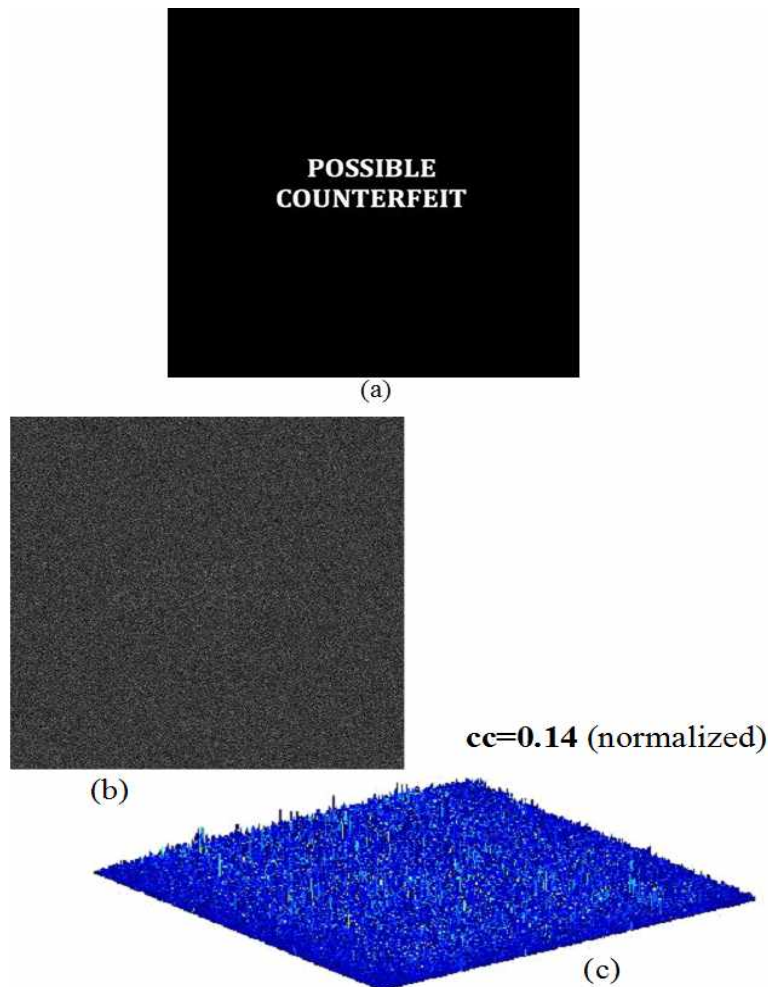 POSSIBLE
COUNTERFEIT
(a)
cc=0.14 (normalized)
(b)
(c)